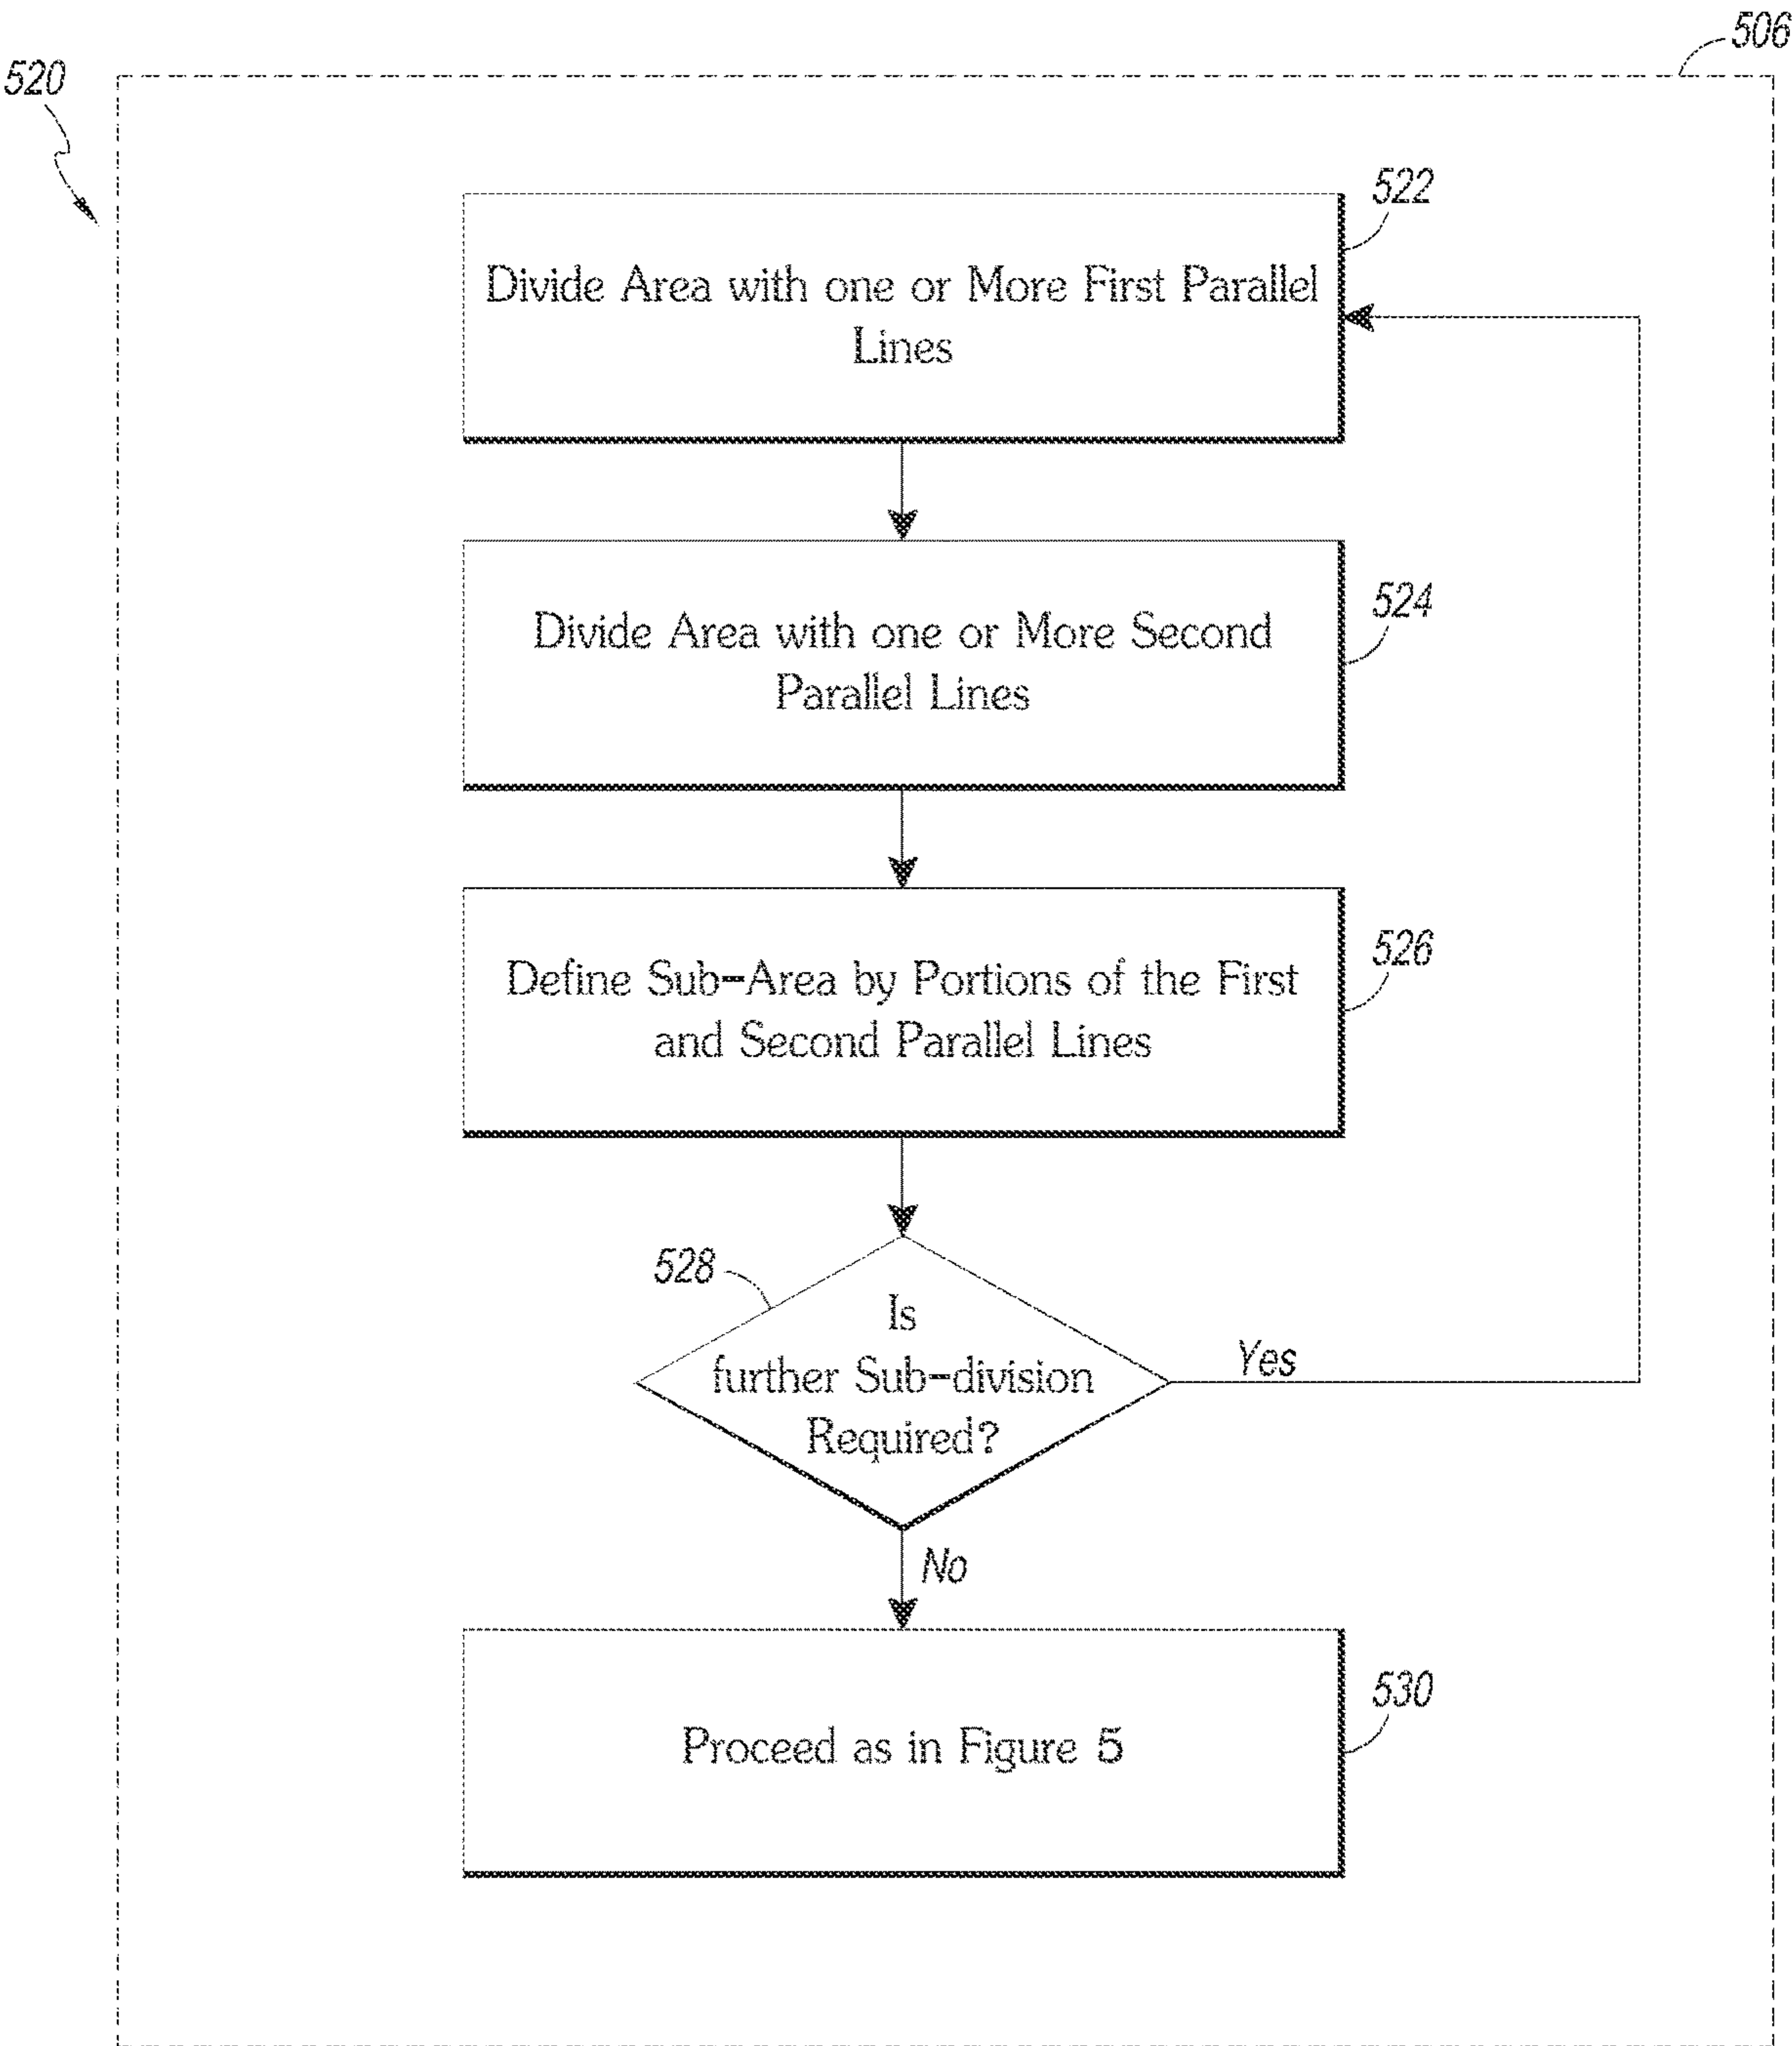 506
520
522
Divide Area with one or More First Parallel
Lines
524
Divide Area with one or More Second
Parallel Lines
526
Define Sub-Area by Portions of the First
and Second Parallel Lines
528
Is
further Sub-division
Required?
Yes
No
530
Proceed as in Figure 5